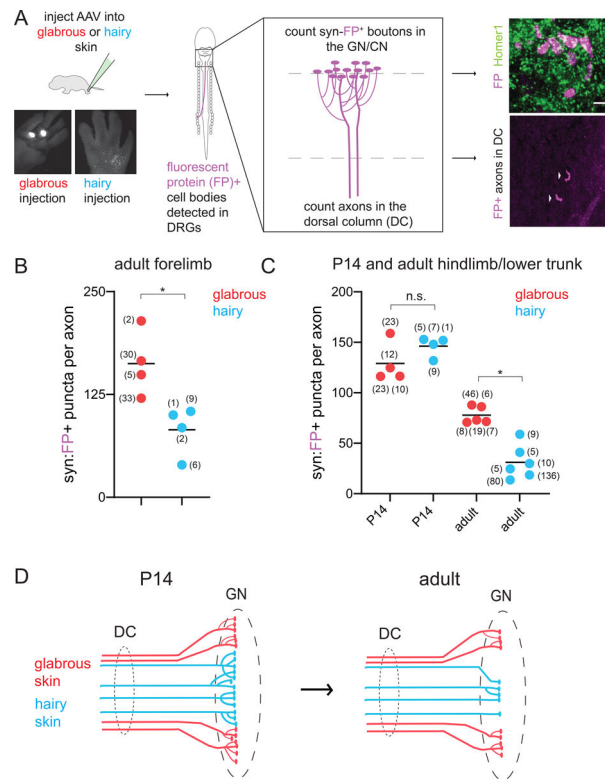 A
inject AAV into
glabrous or hairy
skin
glabrous
injection
hairy
injection
fluorescent
protein (FP)+
cell bodies
detected in
DRGs
count syn-FP⁺ boutons
in the GN/CN
count axons in the
dorsal column (DC)
FP Homer1
FP+ axons in DC
B
adult forelimb
glabrous
hairy
syn:FP+ puncta per axon
250
125
0
*
(2)
(30)
(5)
(33)
(1)
(9)
(2)
(6)
C
P14 and adult hindlimb/lower trunk
glabrous
hairy
syn:FP+ puncta per axon
200
150
100
50
0
n.s.
*
(23)
(12)
(23) (10)
(5) (7) (1)
(9)
(46) (6)
(8) (19) (7)
(9)
(5)
(5)
(10)
(80)
(136)
P14
P14
adult
adult
D
P14
adult
DC
GN
glabrous
skin
hairy
skin
DC
GN